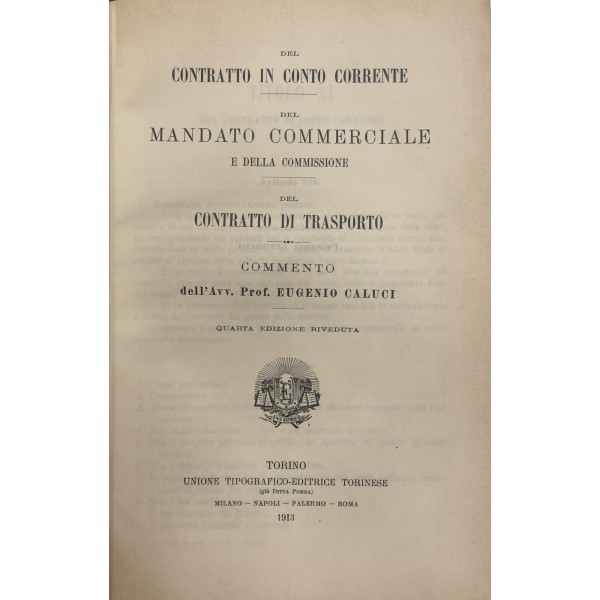 DEL
CONTRATTO IN CONTO CORRENTE
DEL
MANDATO COMMERCIALE
E DELLA COMMISSIONE
DEL
CONTRATTO DI TRASPORTO
COMMENTO
dell'Avv. Prof. EUGENIO CALUCI
QUARTA EDIZIONE RIVEDUTA
TORINO
UNIONE TIPOGRAFICO-EDITRICE TORINESE
(già Ditta Pomba)
MILANO — NAPOLI — PALERMO — ROMA
1913